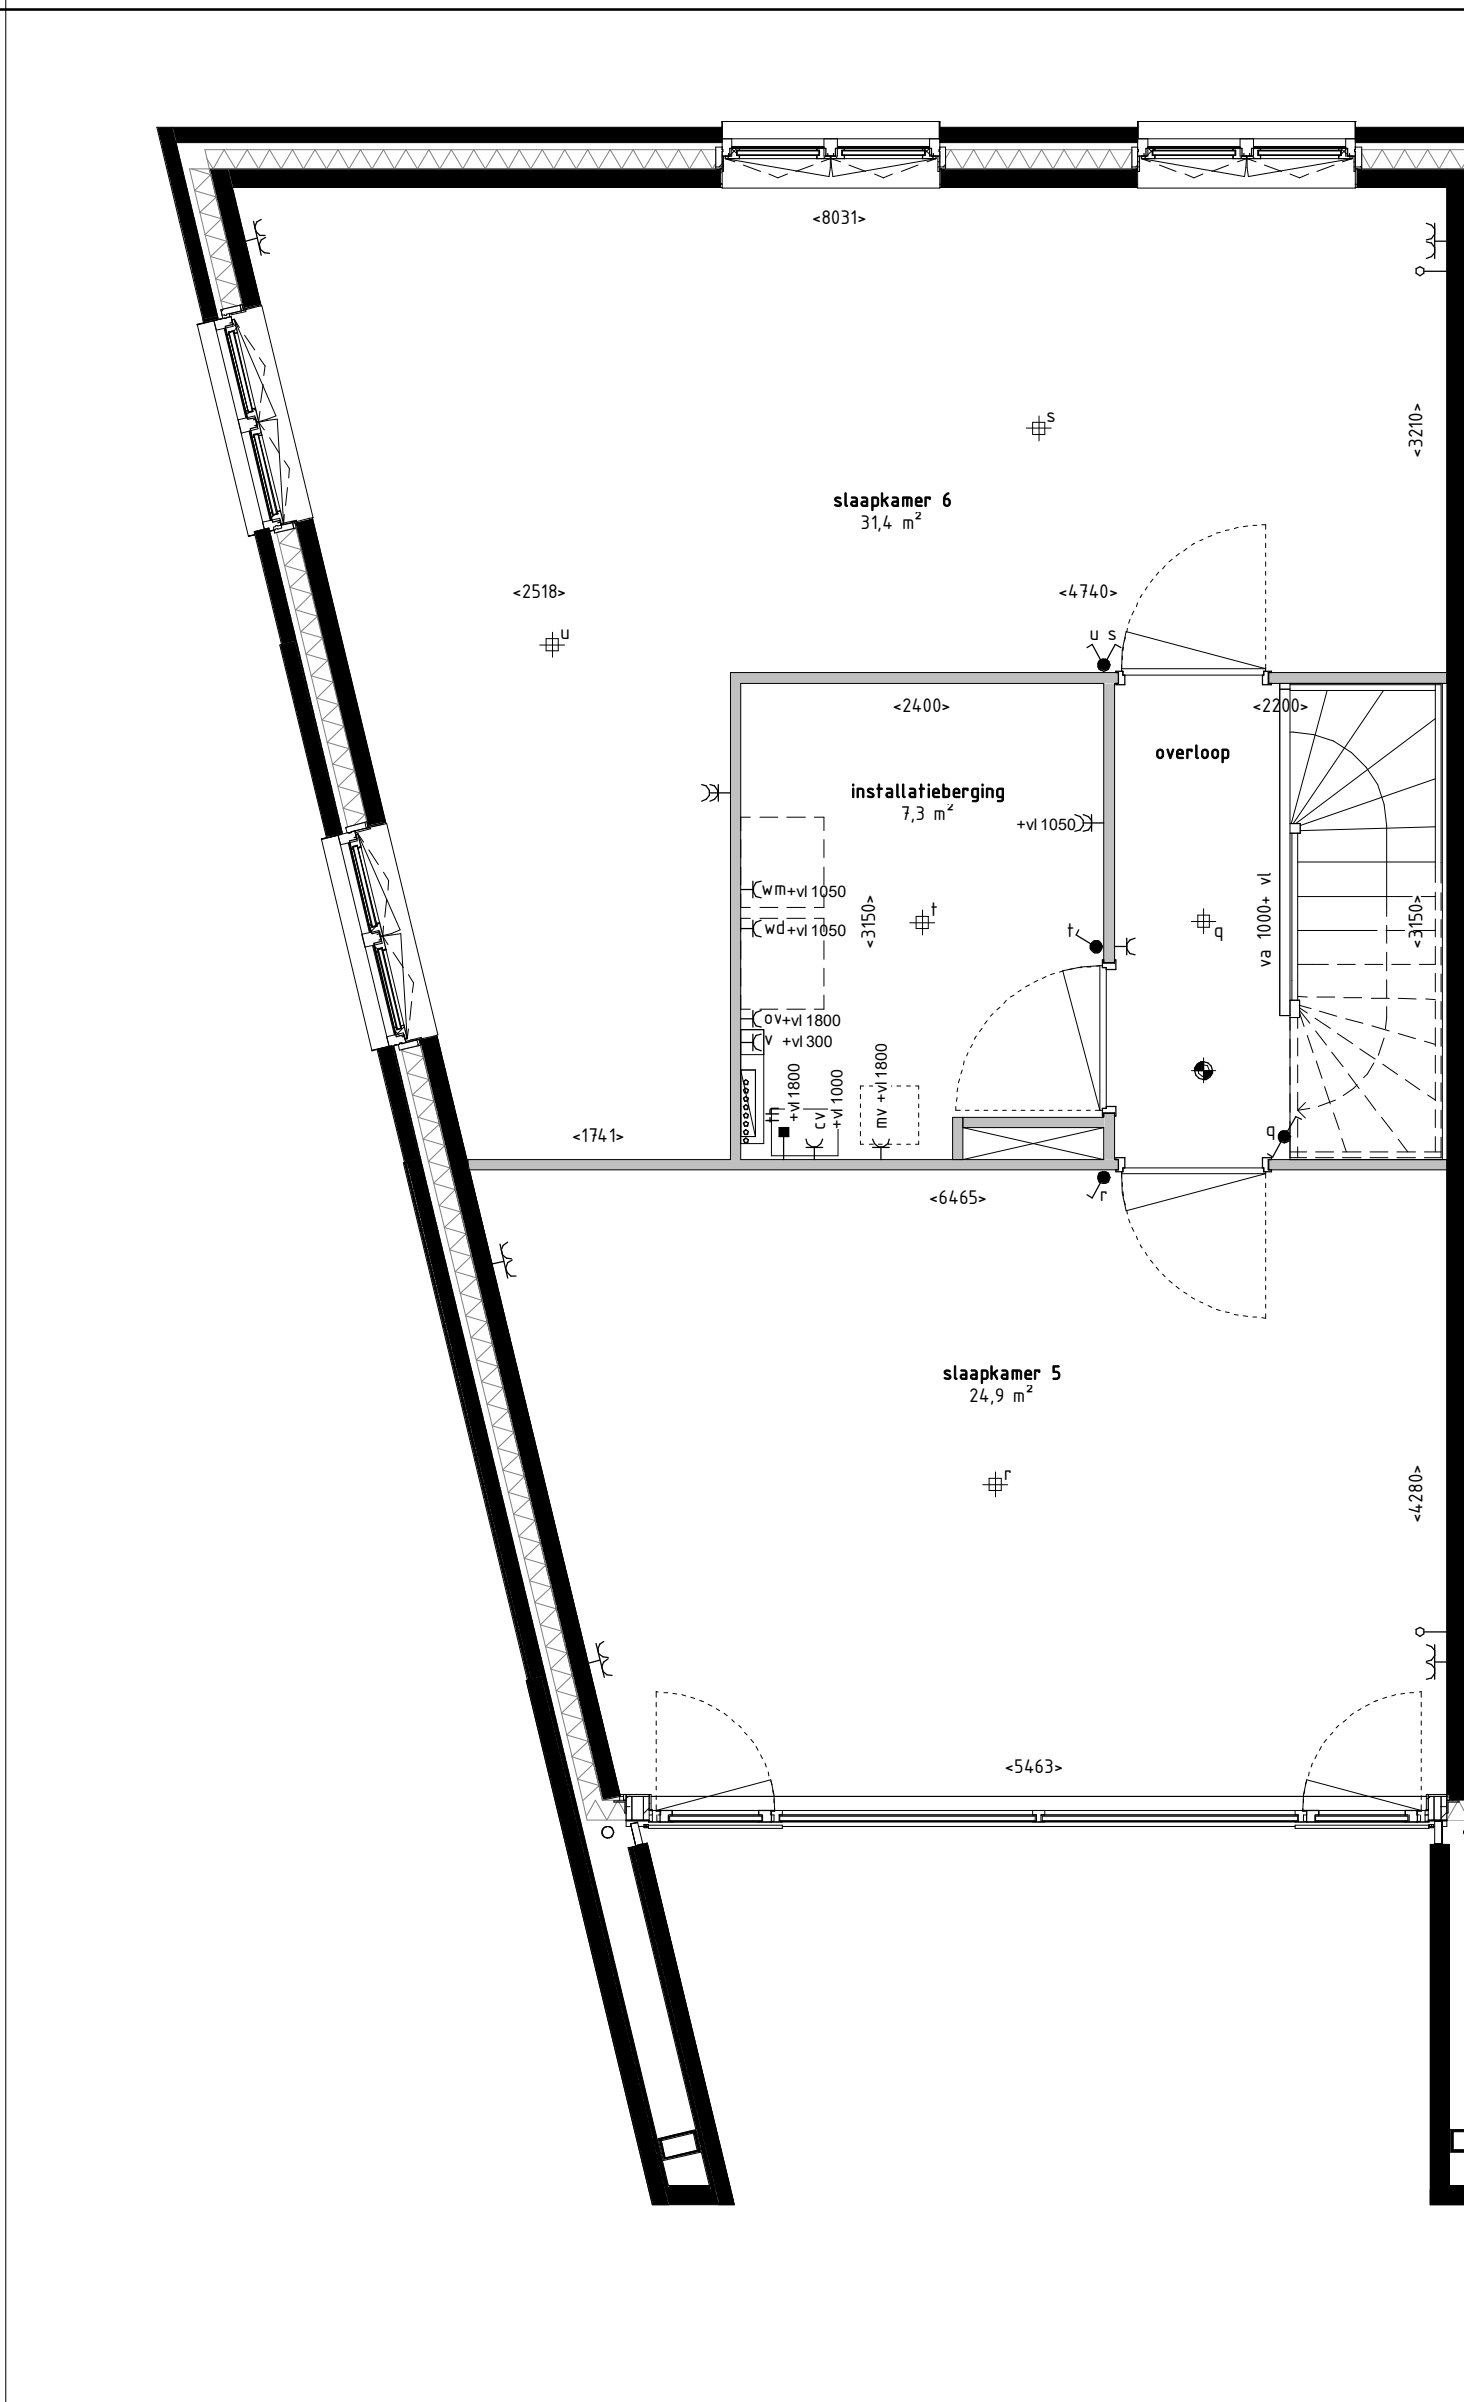 <8031>
<3210>
s
slaapkamer 6
31,4 m²
<2518>
<4740>
u
u s
<2400>
<2200>
overloop
installatieberging
7,3 m²
+vl 1050
wm+vl 1050
wd+vl 1050
<3150>
t
t
q
va 1000+ vl
<3150>
ov+vl 1800
v +vl 300
th
+vl 1800
cv
+vl 1000
mv +vl 1800
q
<1741>
<6465>
r
slaapkamer 5
24,9 m²
r
<4280>
<5463>